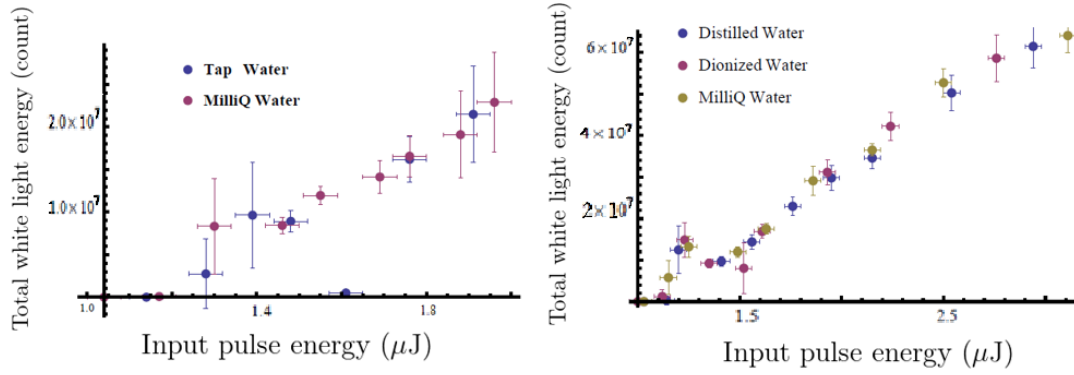 Total white light energy (count)
Tap Water
MilliQ Water
2.0×10⁷
1.0×10⁷
1.0
1.4
1.8
Input pulse energy (μJ)
Total white light energy (count)
Distilled Water
Dionized Water
MilliQ Water
6×10⁷
4×10⁷
2×10⁷
1.5
2.5
Input pulse energy (μJ)